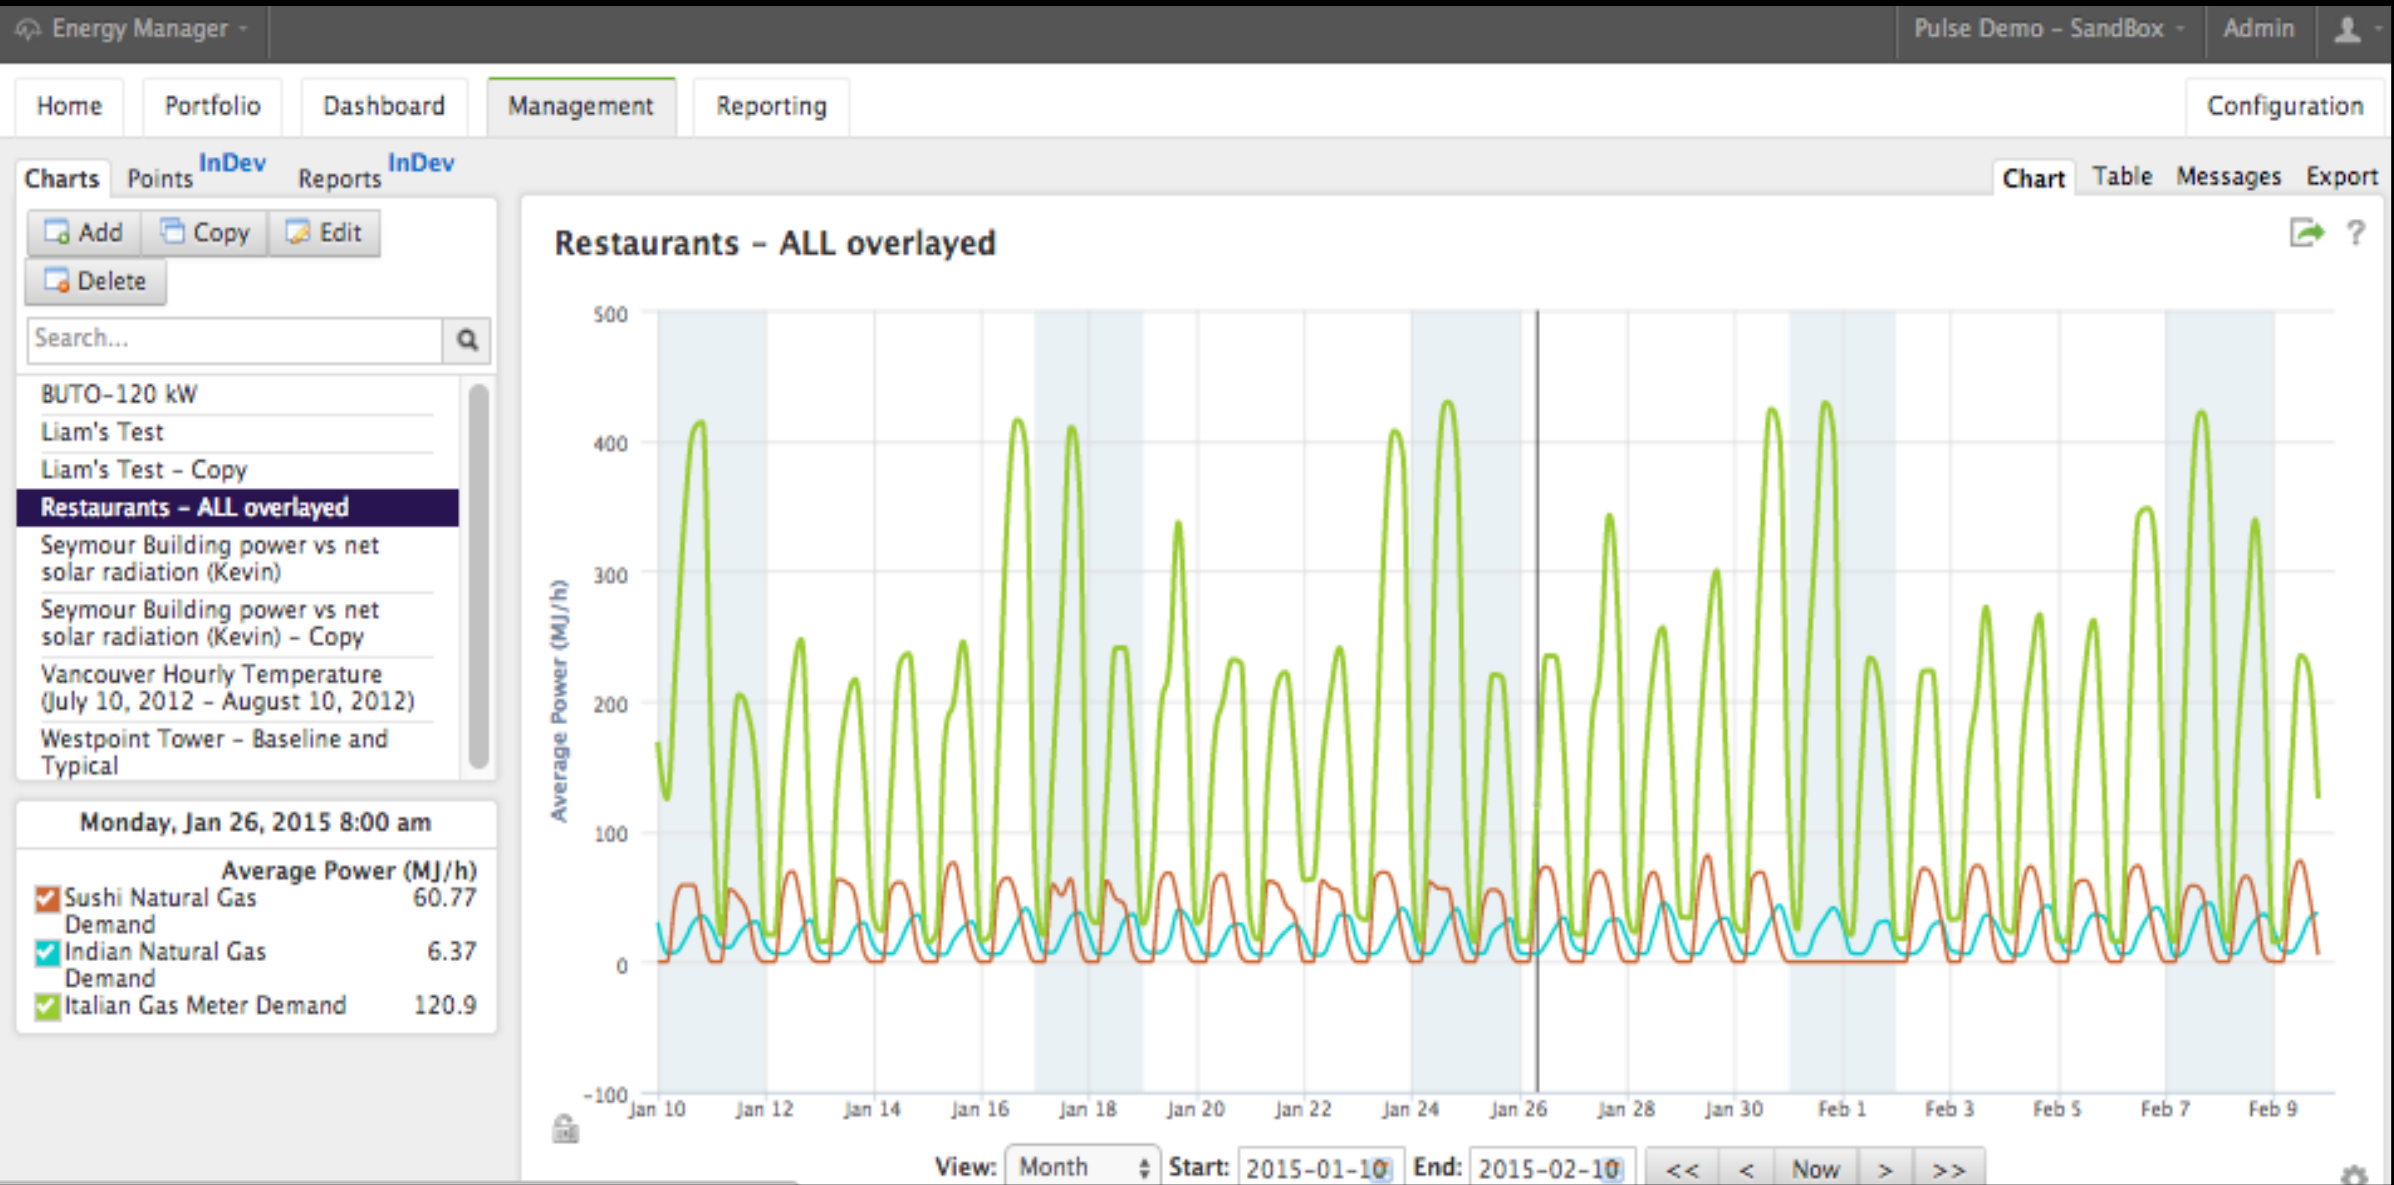 Energy Manager
Pulse Demo – SandBox
Admin
Home
Portfolio
Dashboard
Management
Reporting
Configuration
Charts
Points InDev
Reports InDev
Chart
Table
Messages
Export
Add
Copy
Edit
Delete
Search...
BUTO–120 kW
Liam's Test
Liam's Test – Copy
Restaurants – ALL overlayed
Seymour Building power vs net
solar radiation (Kevin)
Seymour Building power vs net
solar radiation (Kevin) – Copy
Vancouver Hourly Temperature
(July 10, 2012 – August 10, 2012)
Westpoint Tower – Baseline and
Typical
Monday, Jan 26, 2015 8:00 am
Average Power (MJ/h)
Sushi Natural Gas 60.77
Demand
Indian Natural Gas 6.37
Demand
Italian Gas Meter Demand 120.9
Restaurants – ALL overlayed
?
Average Power (MJ/h)
500
400
300
200
100
0
-100
Jan 10
Jan 12
Jan 14
Jan 16
Jan 18
Jan 20
Jan 22
Jan 24
Jan 26
Jan 28
Jan 30
Feb 1
Feb 3
Feb 5
Feb 7
Feb 9
View: Month Start: 2015-01-10 End: 2015-02-10 << < Now > >>